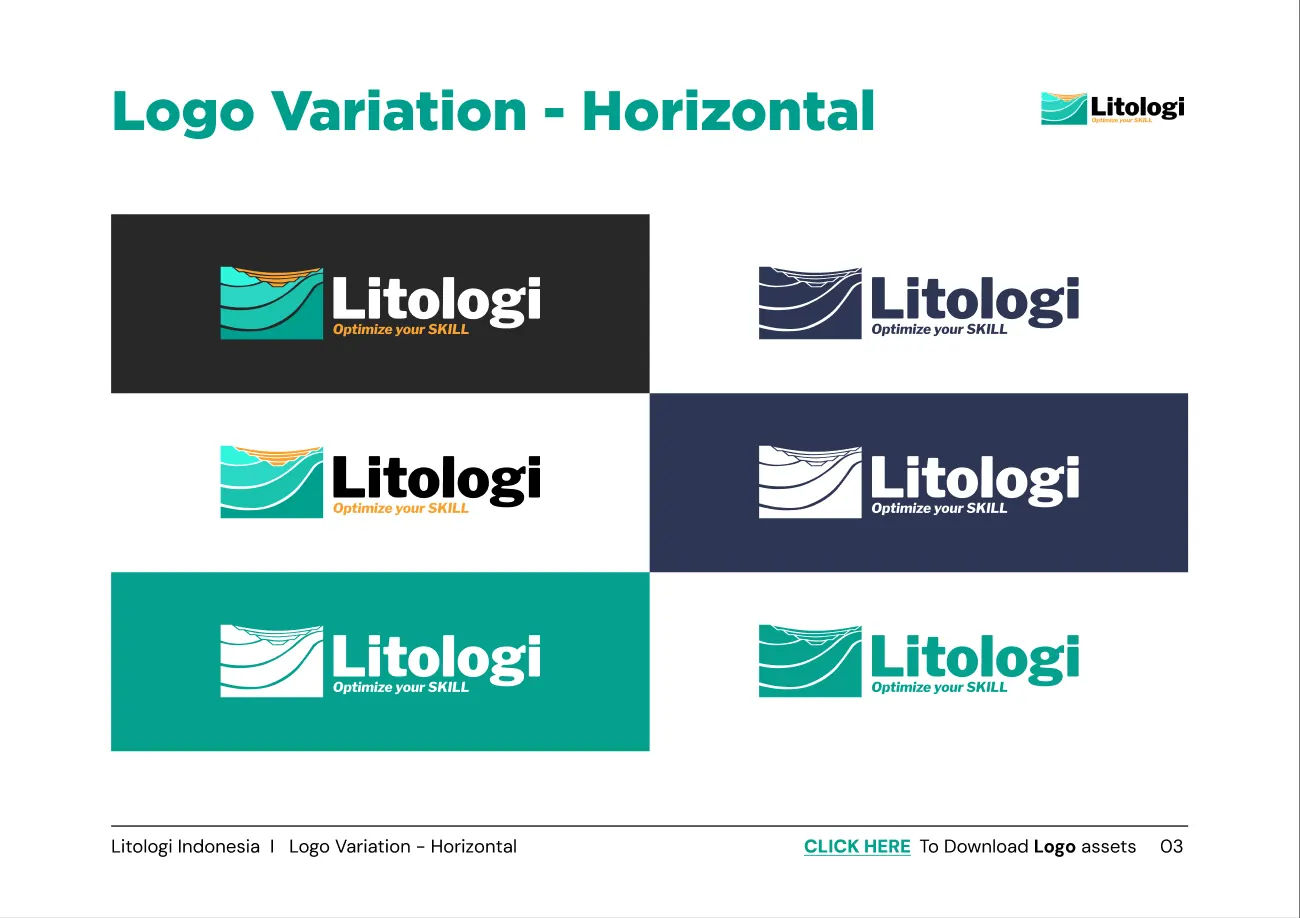 Logo Variation - Horizontal
Litologi
Optimize your SKILL
Litologi
Optimize your SKILL
Litologi
Optimize your SKILL
Litologi
Optimize your SKILL
Litologi
Optimize your SKILL
Litologi
Optimize your SKILL
Litologi
Optimize your SKILL
Litologi Indonesia I Logo Variation - Horizontal
CLICK HERE To Download Logo assets 03